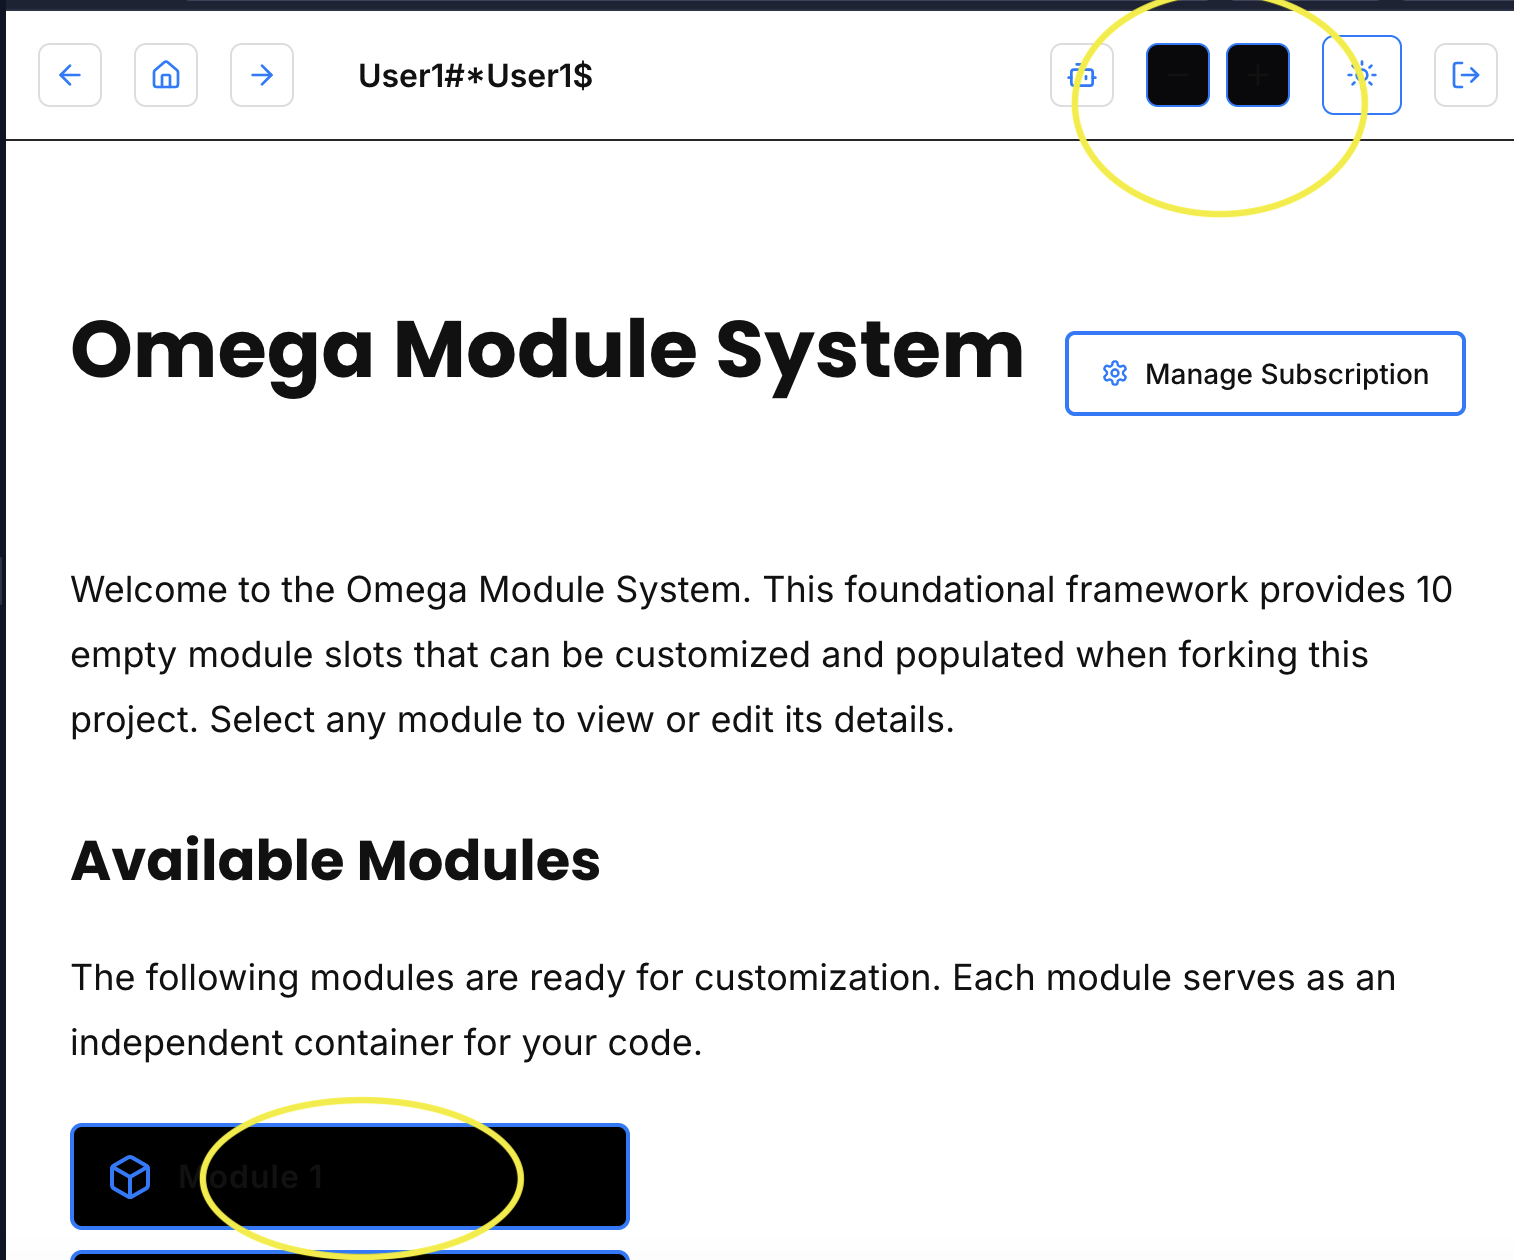 User1#*User1$
Omega Module System
Manage Subscription
Welcome to the Omega Module System. This foundational framework provides 10
empty module slots that can be customized and populated when forking this
project. Select any module to view or edit its details.
Available Modules
The following modules are ready for customization. Each module serves as an
independent container for your code.
Module 1